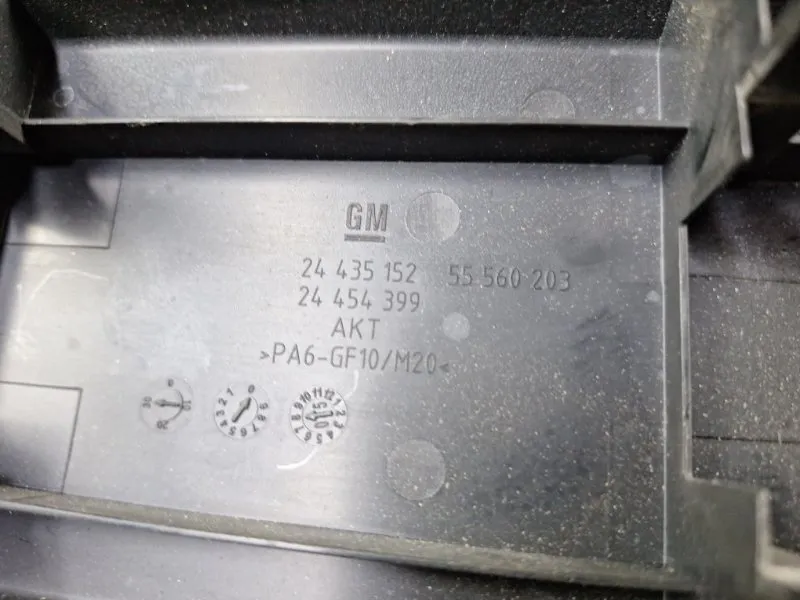 GM
24 435 152 55 560 203
24 454 399
AKT
>PA6-GF10/M20<